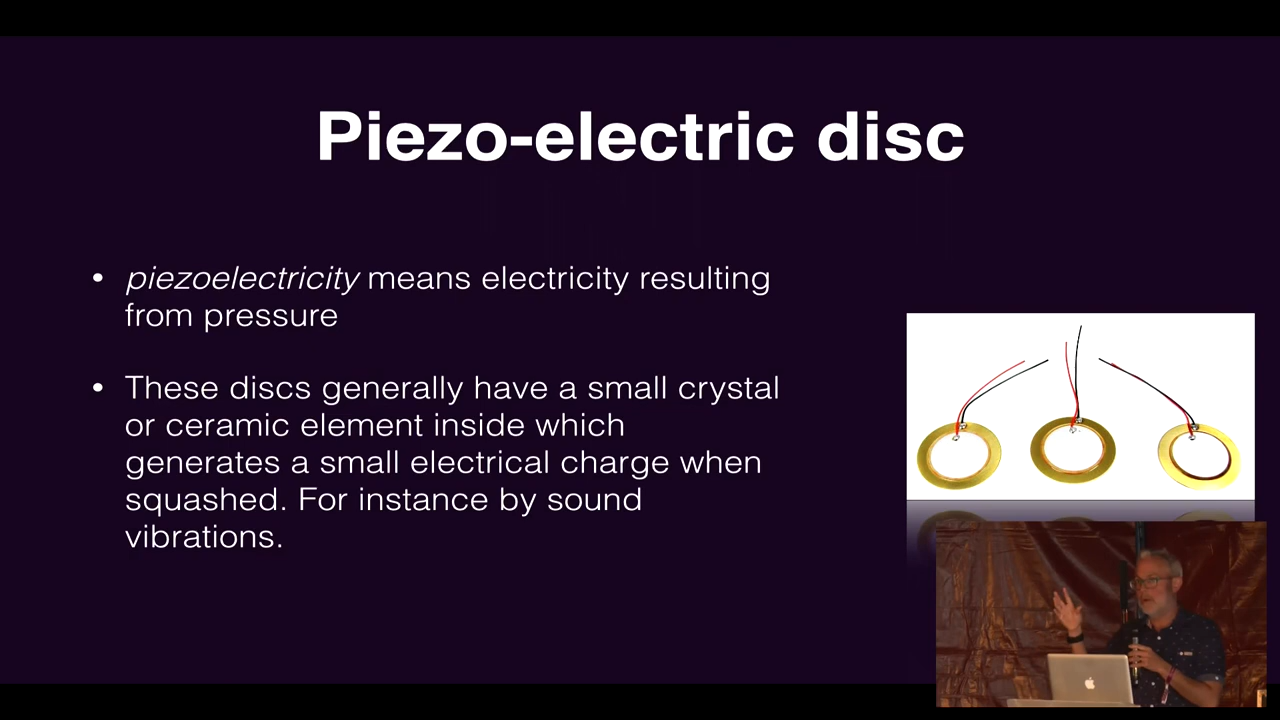 Piezo-electric disc
• piezoelectricity means electricity resulting
from pressure
• These discs generally have a small crystal
or ceramic element inside which
generates a small electrical charge when
squashed. For instance by sound
vibrations.